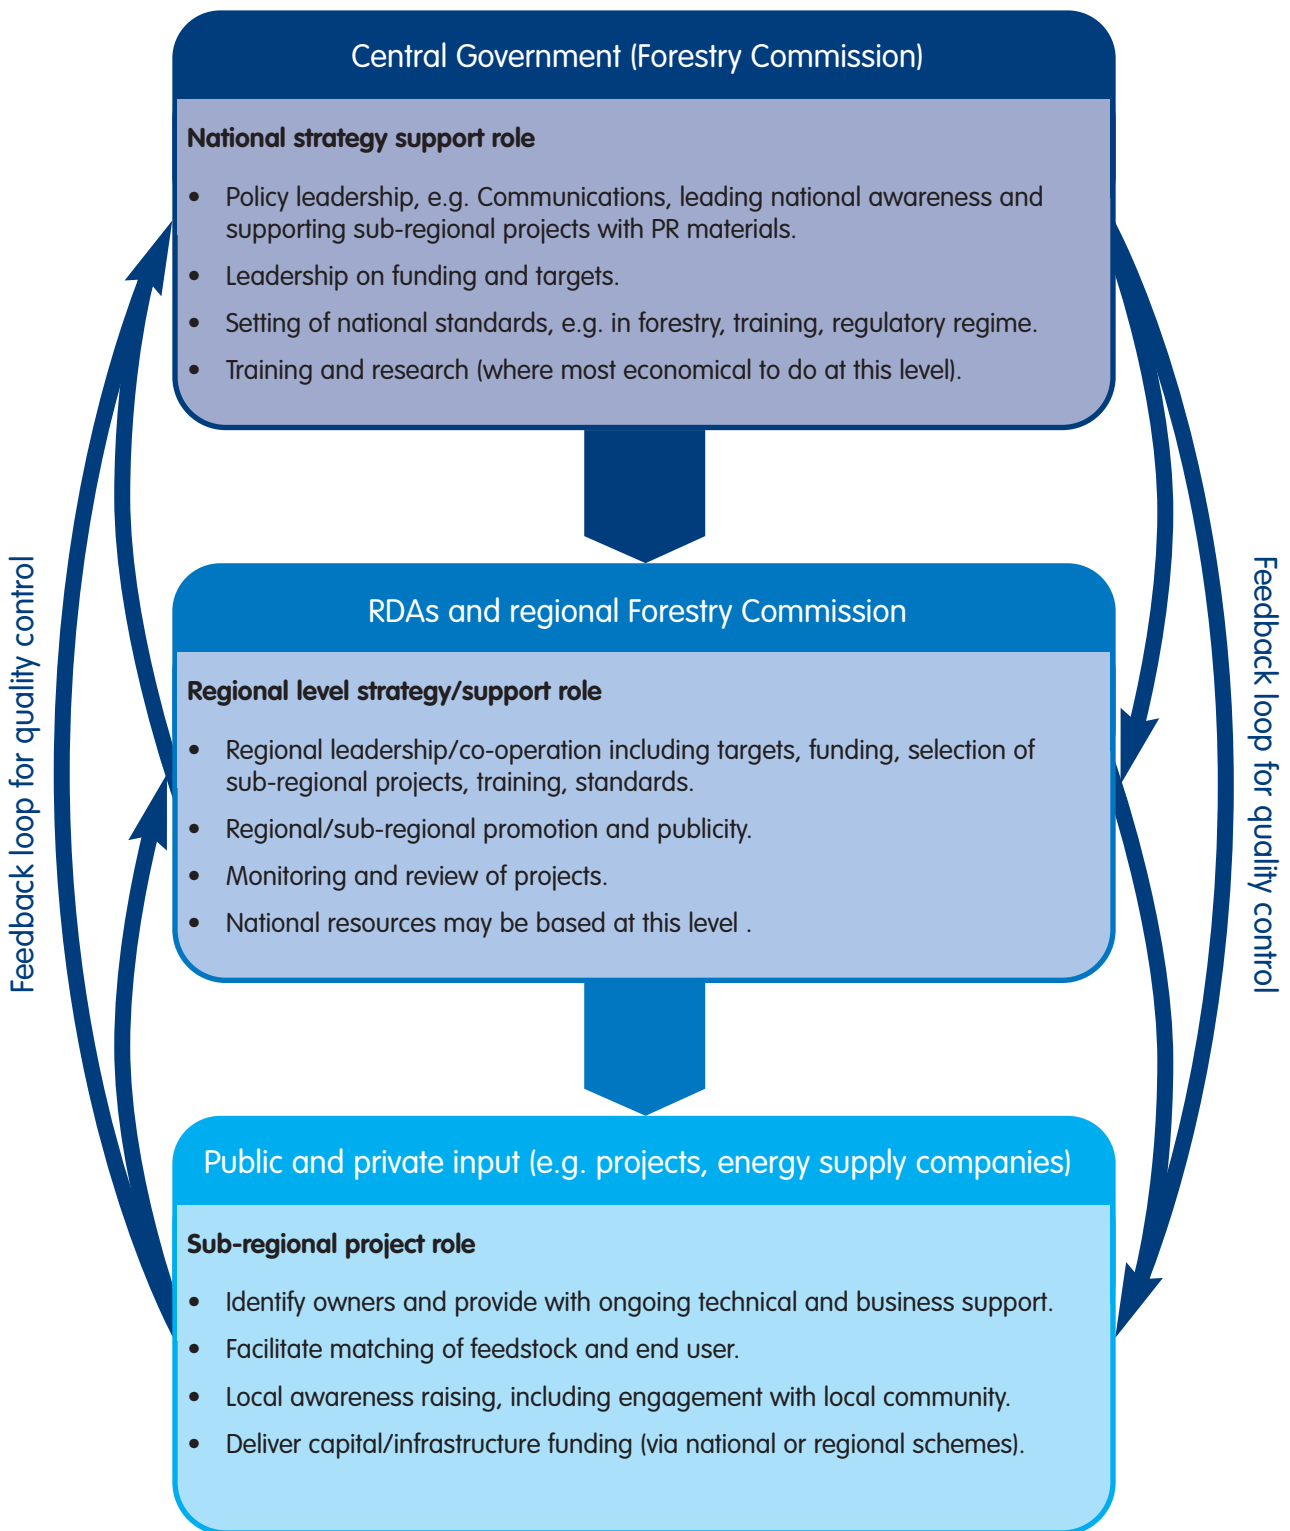 Central Government (Forestry Commission)
National strategy support role
• Policy leadership, e.g. Communications, leading national awareness and
supporting sub-regional projects with PR materials.
• Leadership on funding and targets.
• Setting of national standards, e.g. in forestry, training, regulatory regime.
• Training and research (where most economical to do at this level).
Feedback loop for quality control
RDAs and regional Forestry Commission
Regional level strategy/support role
• Regional leadership/co-operation including targets, funding, selection of
sub-regional projects, training, standards.
• Regional/sub-regional promotion and publicity.
• Monitoring and review of projects.
• National resources may be based at this level .
Feedback loop for quality control
Public and private input (e.g. projects, energy supply companies)
Sub-regional project role
• Identify owners and provide with ongoing technical and business support.
• Facilitate matching of feedstock and end user.
• Local awareness raising, including engagement with local community.
• Deliver capital/infrastructure funding (via national or regional schemes).